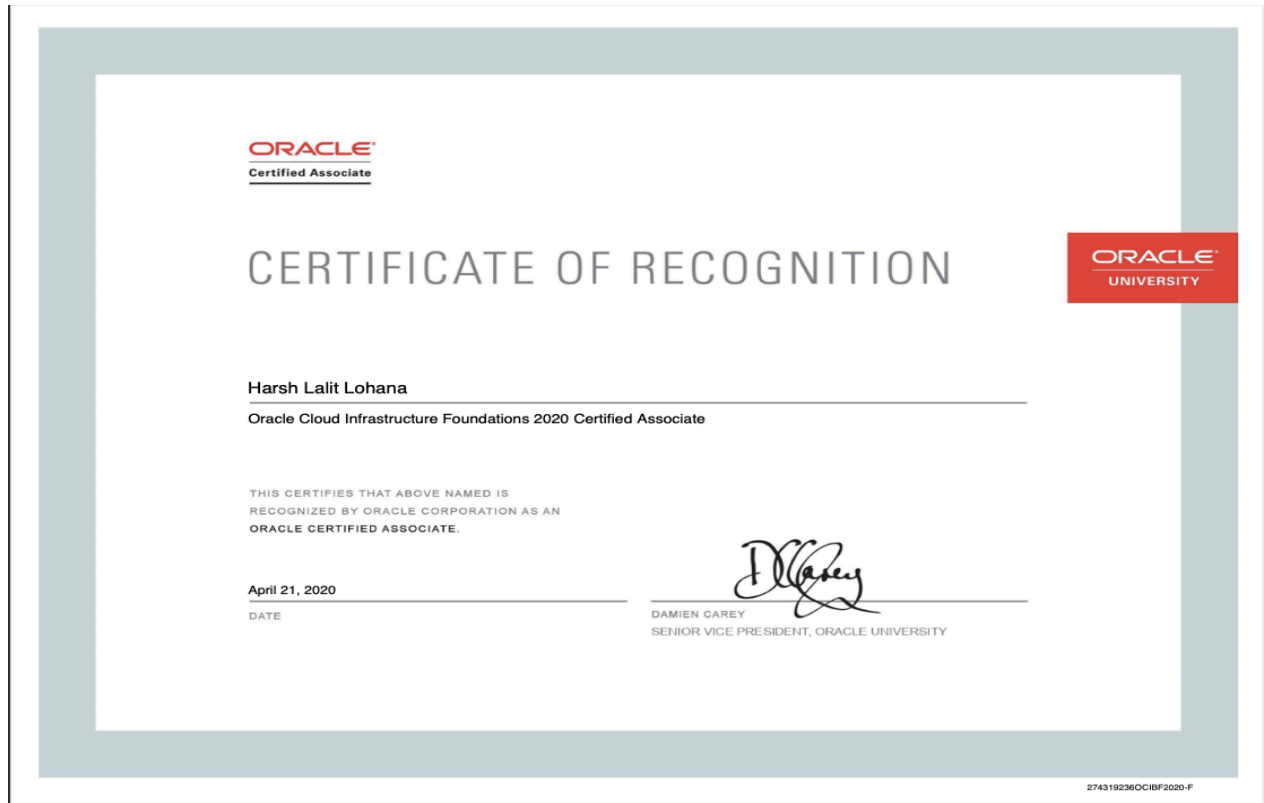 ORACLE®
Certified Associate
CERTIFICATE OF RECOGNITION
ORACLE®
UNIVERSITY
Harsh Lalit Lohana
Oracle Cloud Infrastructure Foundations 2020 Certified Associate
THIS CERTIFIES THAT ABOVE NAMED IS
RECOGNIZED BY ORACLE CORPORATION AS AN
ORACLE CERTIFIED ASSOCIATE.
DCarey
April 21, 2020
DATE
DAMIEN CAREY
SENIOR VICE PRESIDENT, ORACLE UNIVERSITY
274319236OCIBF2020-F